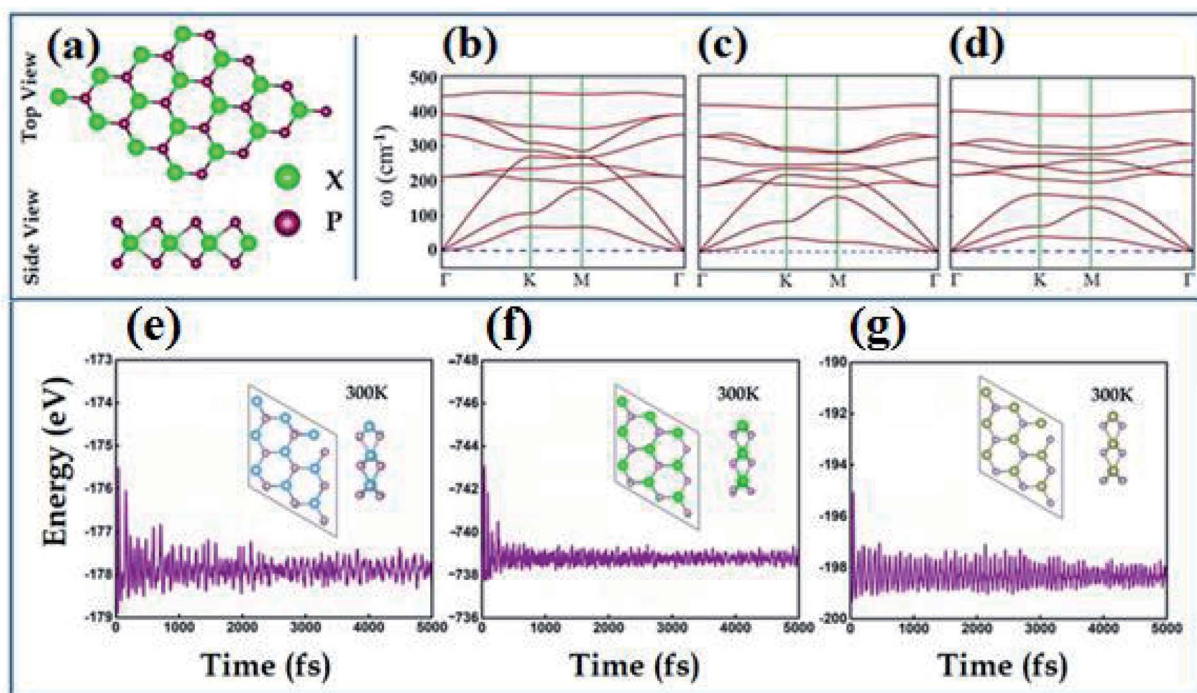 (a)
(b)
(c)
(d)
Top View
Side View
X
P
ω (cm⁻¹)
500
400
300
200
100
0
Γ K M Γ
Γ K M Γ
Γ K M Γ
(e)
(f)
(g)
Energy (eV)
-173
-174
-175
-176
-177
-178
-179
300K
0 1000 2000 3000 4000 5000
Time (fs)
-748
-746
-744
-742
-740
-738
-736
300K
0 1000 2000 3000 4000 5000
Time (fs)
-190
-192
-194
-196
-198
-200
300K
0 1000 2000 3000 4000 5000
Time (fs)